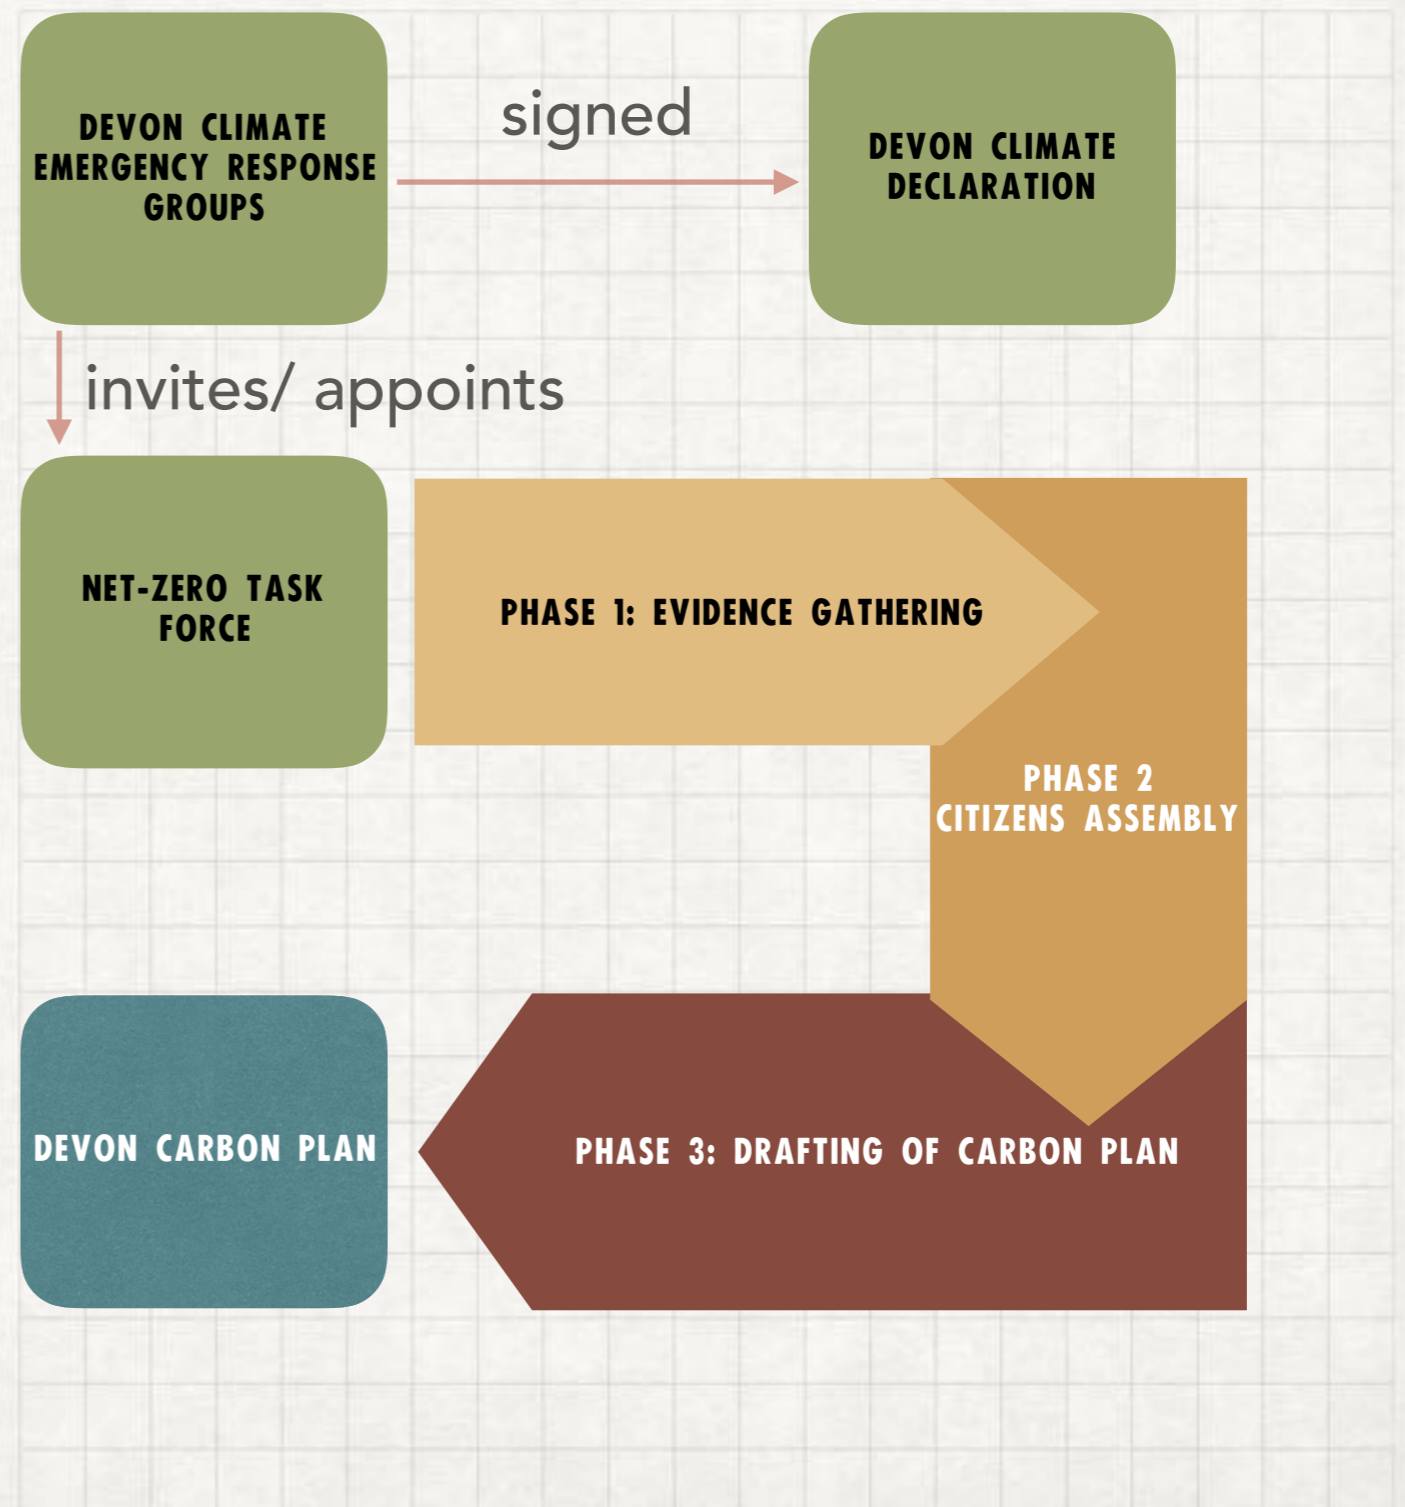 DEVON CLIMATE
EMERGENCY RESPONSE
GROUPS
signed
DEVON CLIMATE
DECLARATION
invites/ appoints
NET-ZERO TASK
FORCE
PHASE 1: EVIDENCE GATHERING
PHASE 2
CITIZENS ASSEMBLY
DEVON CARBON PLAN
PHASE 3: DRAFTING OF CARBON PLAN